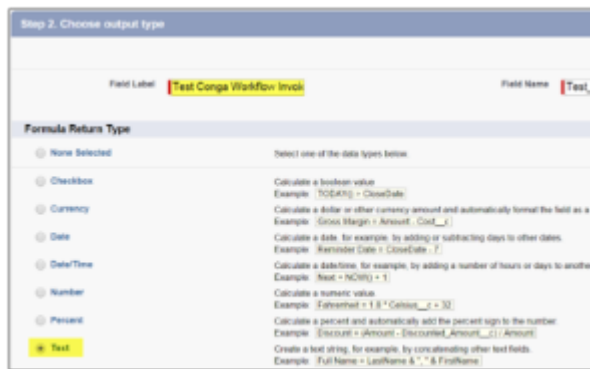 Step 2. Choose output type
Field Label Test Conga Workflow Invoi Field Name Test_
Formula Return Type
None Selected Select one of the data types below.
Checkbox Calculate a boolean value
Example: TODAY() > CloseDate
Currency Calculate a dollar or other currency amount and automatically format the field as a
Example: Gross Margin = Amount - Cost__c
Date Calculate a date, for example, by adding or subtracting days to other dates.
Example: Reminder Date = CloseDate - 7
Date/Time Calculate a date/time, for example, by adding a number of hours or days to another
Example: Next = NOW() + 1
Number Calculate a numeric value.
Example: Fahrenheit = 1.8 * Celsius__c + 32
Percent Calculate a percent and automatically add the percent sign to the number
Example: Discount = (Amount - Discounted_Amount__c) / Amount
Text Create a text string, for example, by concatenating other text fields.
Example: Full Name = LastName & ", " & FirstName